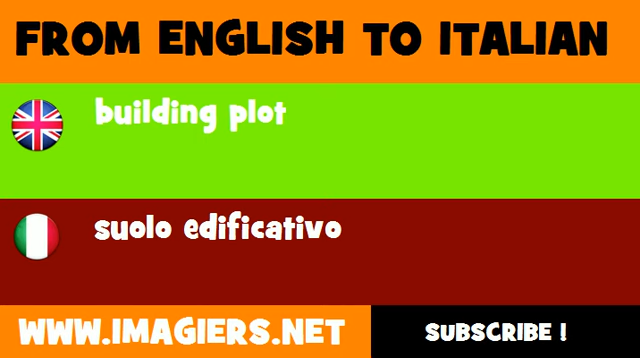 FROM ENGLISH TO ITALIAN
building plot
suolo edificativo
WWW.IMAGIERS.NET
SUBSCRIBE !